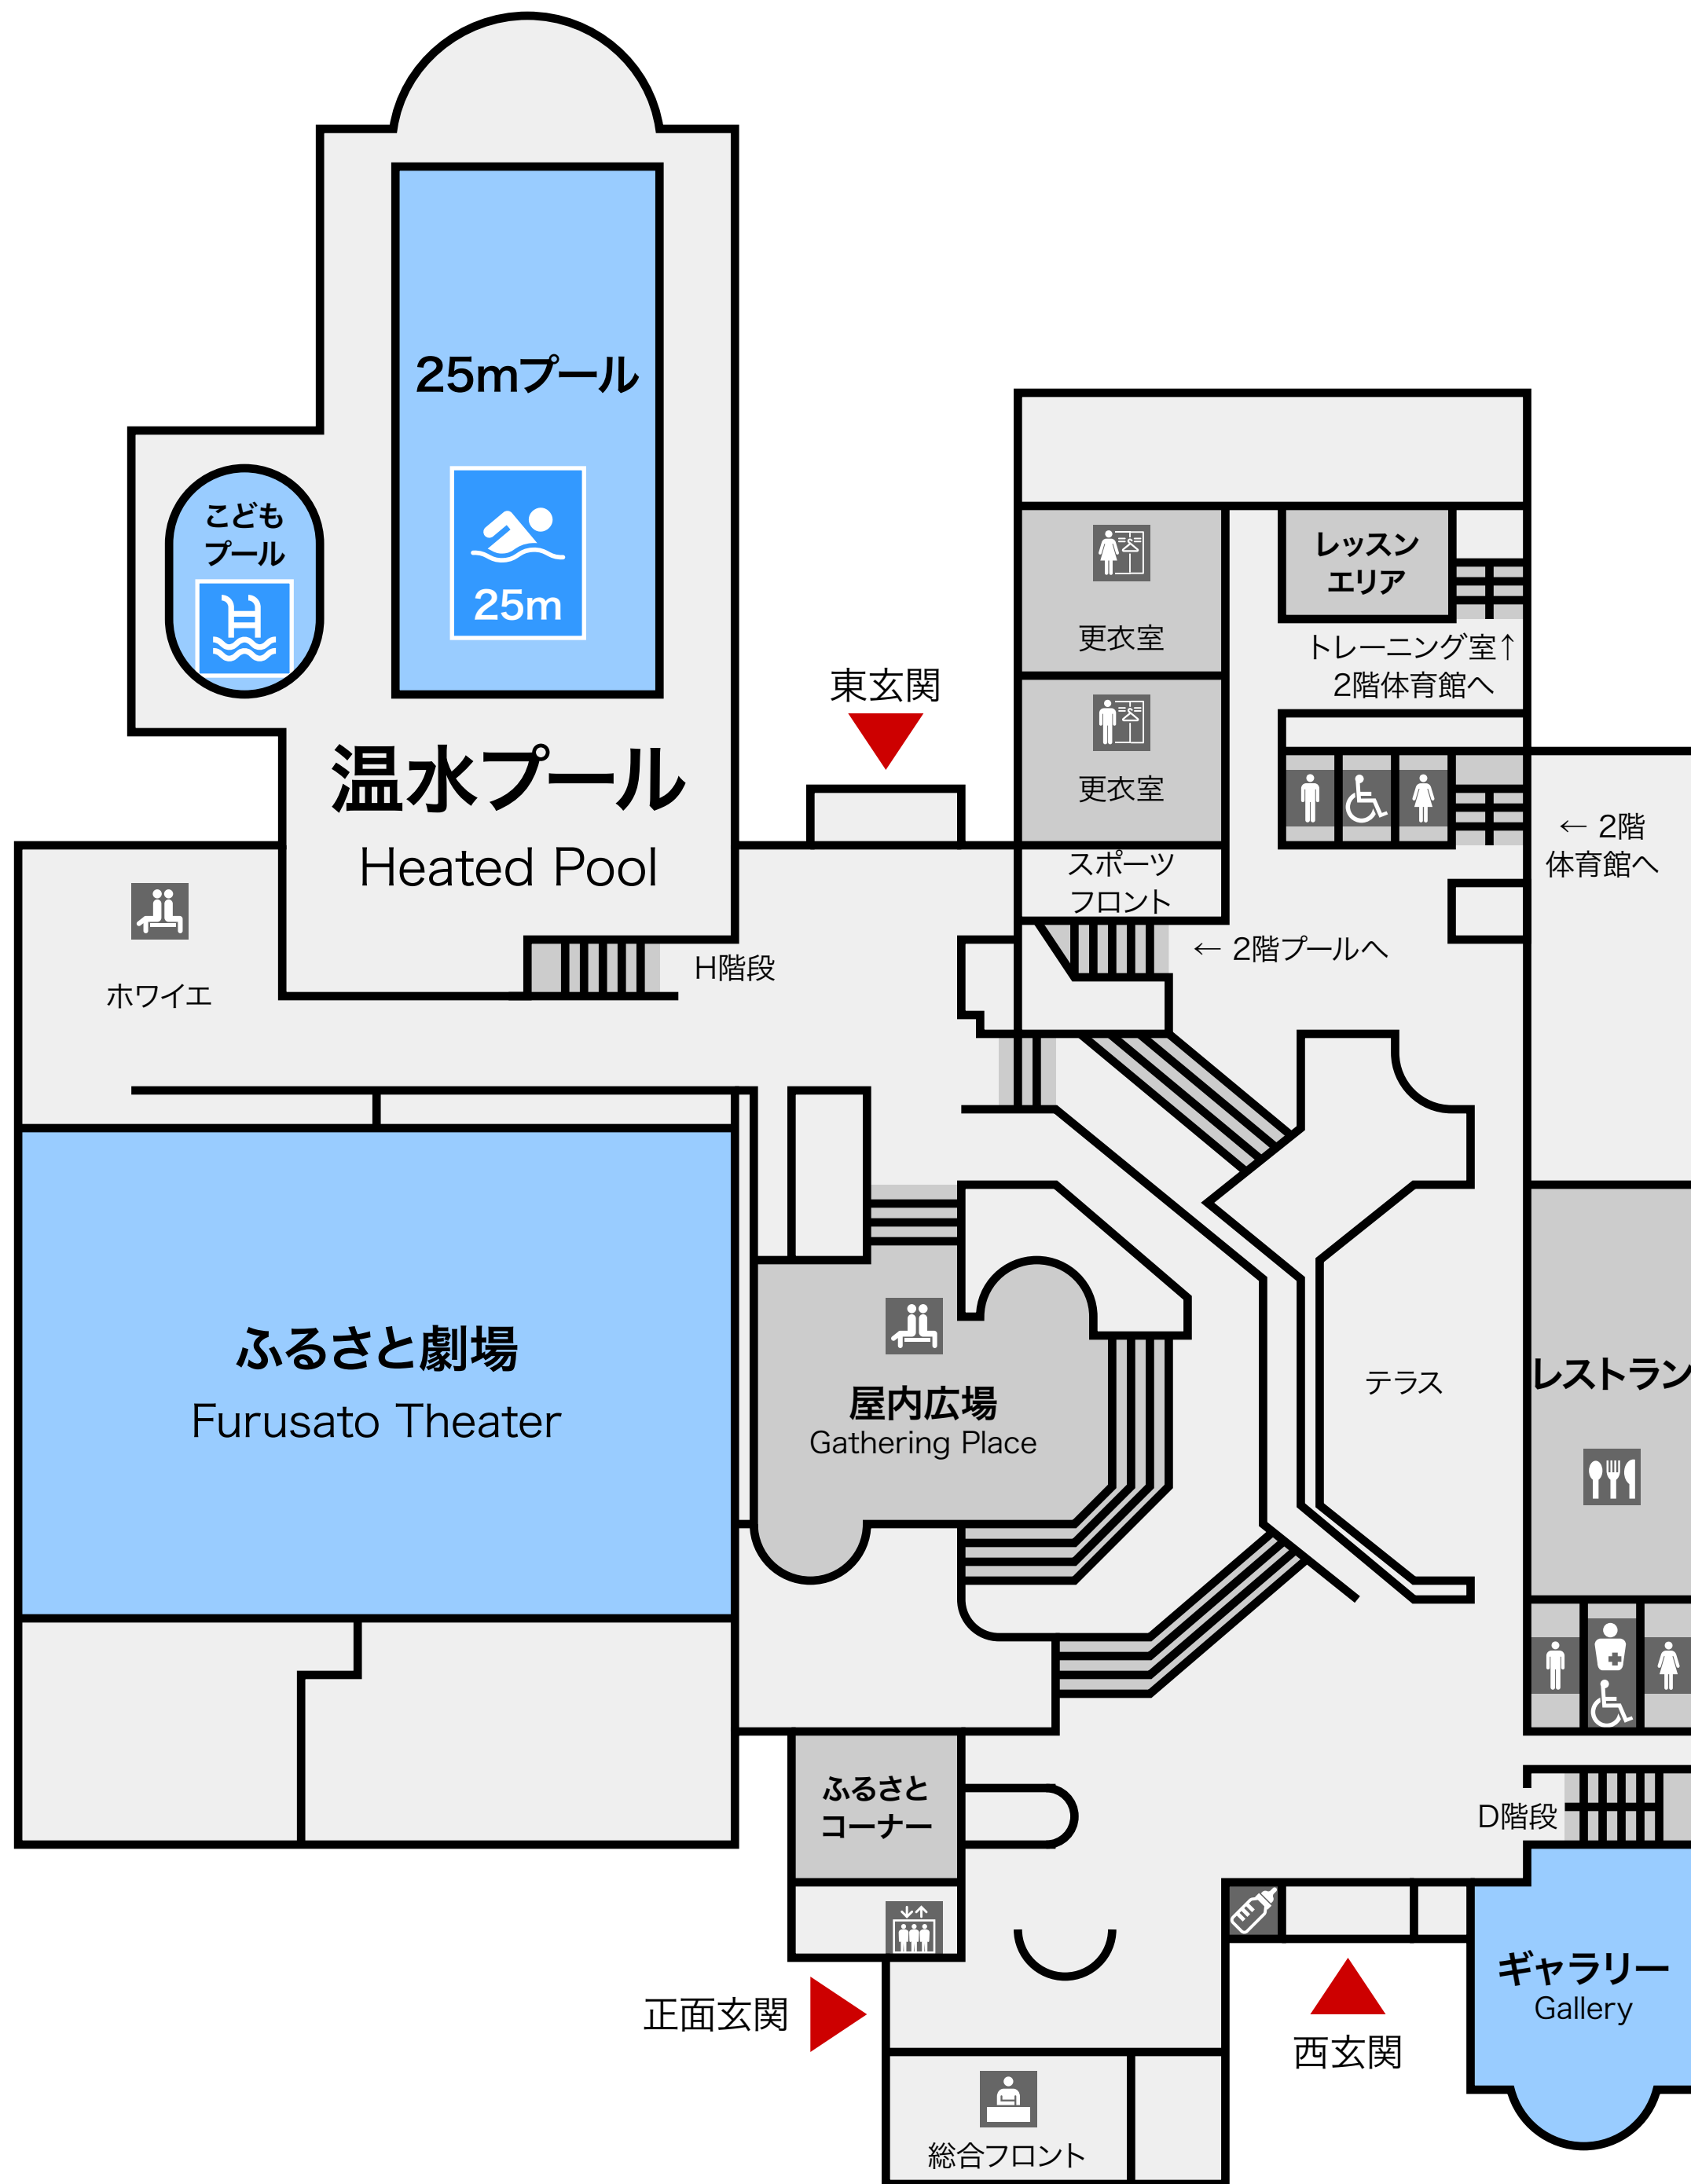 25mプール
25m
こども
プール
温水プール
Heated Pool
東玄関
更衣室
更衣室
レッスン
エリア
トレーニング室↑
2階体育館へ
← 2階
体育館へ
スポーツ
フロント
← 2階プールへ
H階段
ホワイエ
ふるさと劇場
Furusato Theater
屋内広場
Gathering Place
テラス
レストラン
ふるさと
コーナー
D階段
正面玄関
西玄関
ギャラリー
Gallery
総合フロント